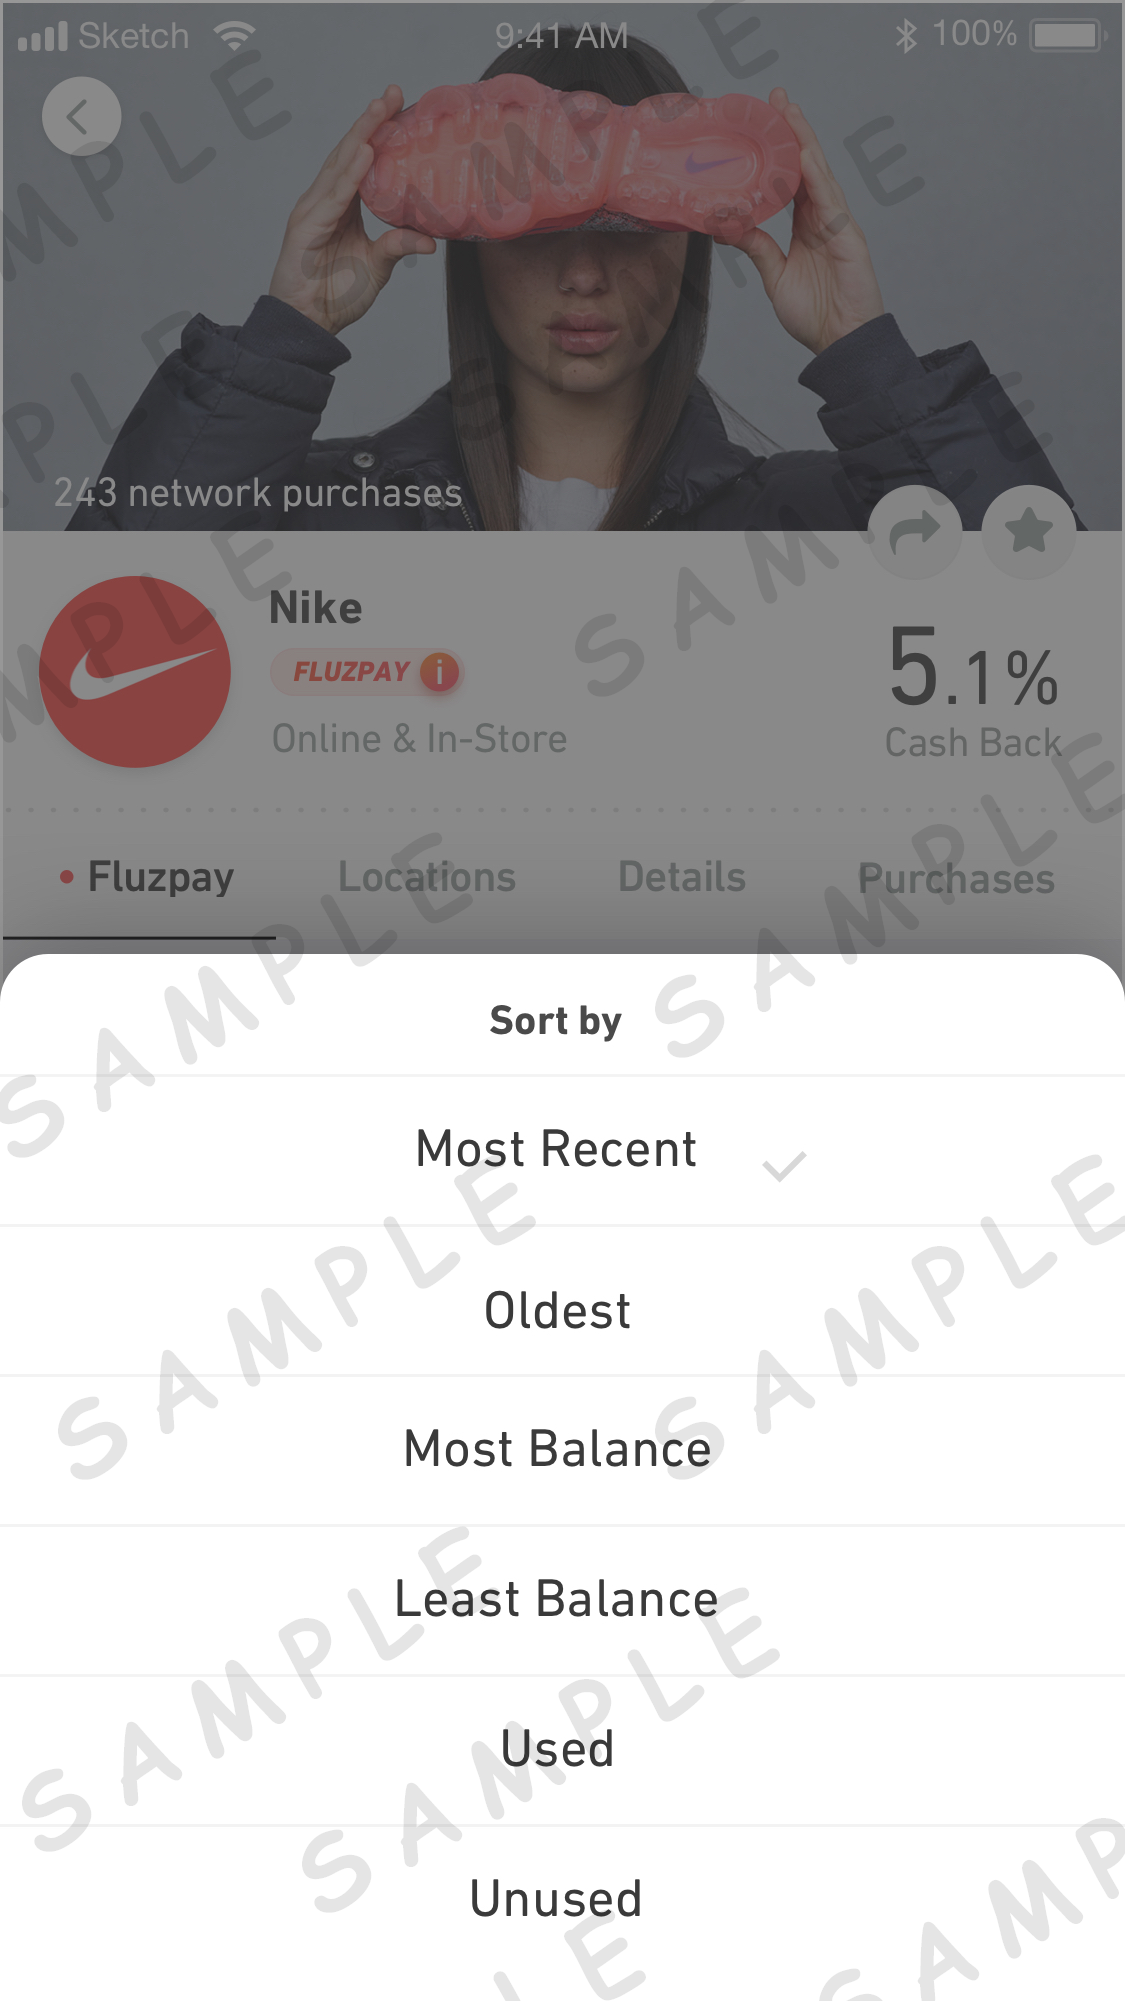 Sketch 9:41 AM 100%
243 network purchases
Nike
FLUZPAY i
Online & In-Store
5.1%
Cash Back
Fluzpay Locations Details Purchases
Sort by
Most Recent
Oldest
Most Balance
Least Balance
Used
Unused
SAMPLE
SAMPLE
SAMPLE
SAMPLE
SAMPLE
SAMPLE
SAMPLE
SAMPLE
SAMPLE